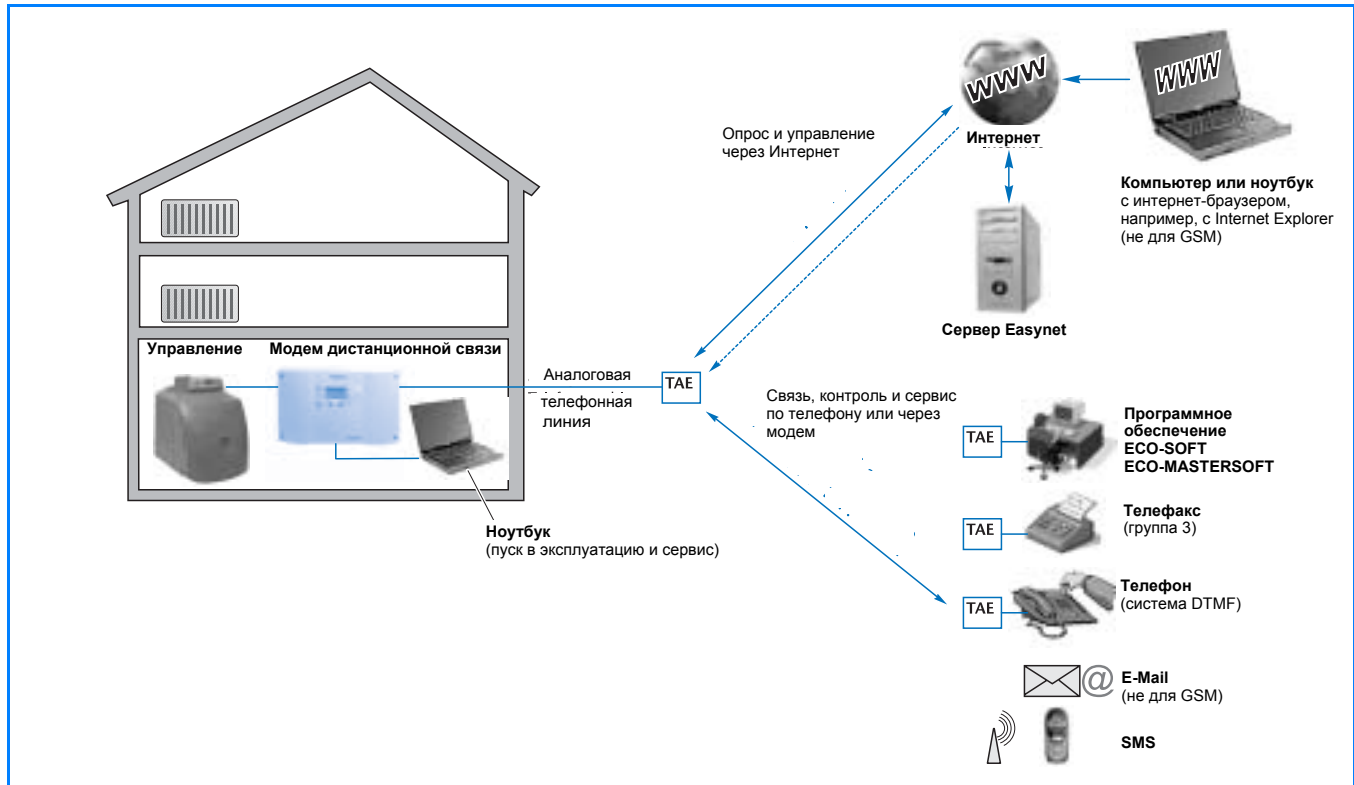 WWW
WWW
Интернет
Опрос и управление
через Интернет
Компьютер или ноутбук
с интернет-браузером,
например, с Internet Explorer
(не для GSM)
Сервер Easynet
Управление
Модем дистанционной связи
Аналоговая
телефонная
линия
TAE
Связь, контроль и сервис
по телефону или через
модем
Ноутбук
(пуск в эксплуатацию и сервис)
TAE
Программное
обеспечение
ECO-SOFT
ECO-MASTERSOFT
TAE
Телефакс
(группа 3)
TAE
Телефон
(система DTMF)
@
E-Mail
(не для GSM)
SMS